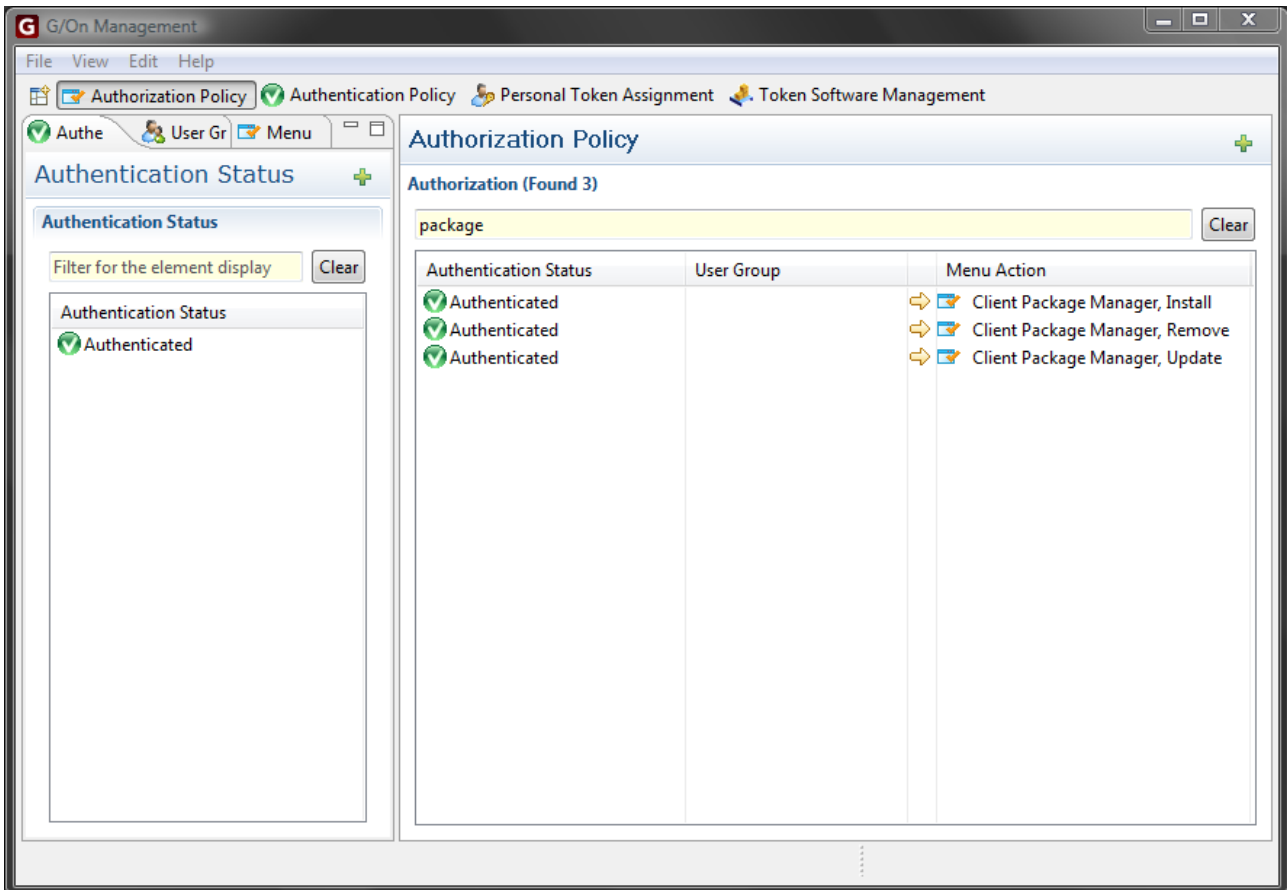 G G/On Management
File View Edit Help
Authorization Policy Authentication Policy Personal Token Assignment Token Software Management
Authe User Gr Menu
Authentication Status
Authentication Status
Filter for the element display Clear
Authentication Status
Authenticated
Authorization Policy
Authorization (Found 3)
package Clear
Authentication Status User Group Menu Action
Authenticated Client Package Manager, Install
Authenticated Client Package Manager, Remove
Authenticated Client Package Manager, Update